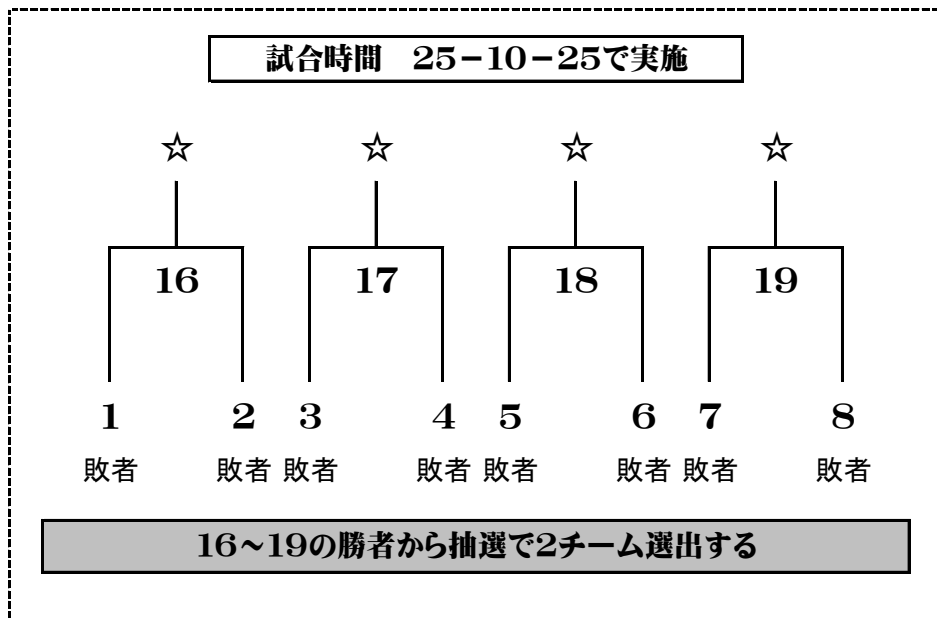 試合時間　25－10－25で実施
☆ ☆ ☆ ☆
16 17 18 19
1 2 3 4 5 6 7 8
敗者 敗者 敗者 敗者 敗者 敗者 敗者 敗者
16～19の勝者から抽選で2チーム選出する